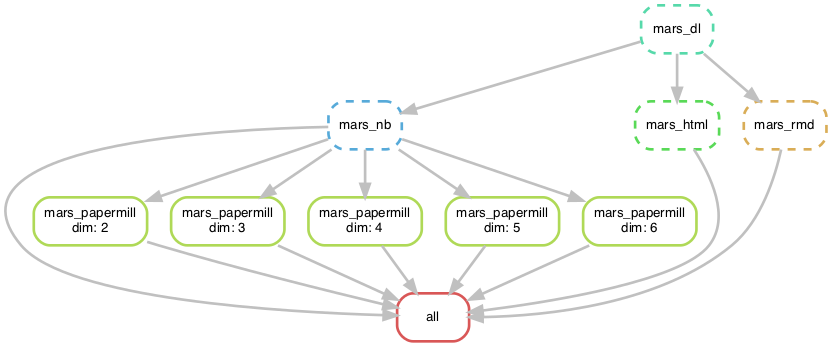 mars_dl
mars_nb
mars_html
mars_rmd
mars_papermill
dim: 2
mars_papermill
dim: 3
mars_papermill
dim: 4
mars_papermill
dim: 5
mars_papermill
dim: 6
all